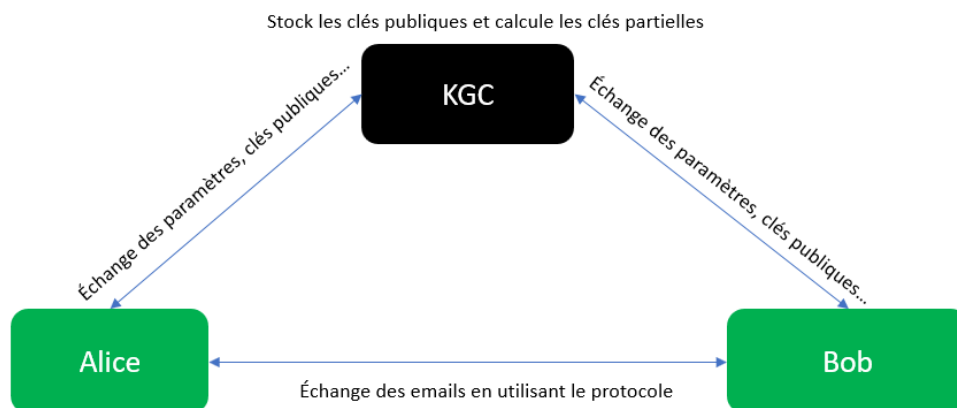 Stock les clés publiques et calcule les clés partielles
KGC
Échange des paramètres, clés publiques...
Échange des paramètres, clés publiques...
Alice
Bob
Échange des emails en utilisant le protocole